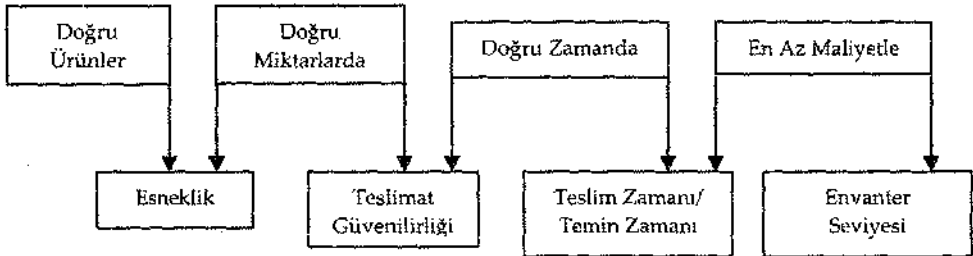 Doğru
Ürünler
Doğru
Miktarlarda
Doğru Zamanda
En Az Maliyetle
Esneklik
Teslimat
Güvenilirliği
Teslim Zamanı/
Temin Zamanı
Envanter
Seviyesi